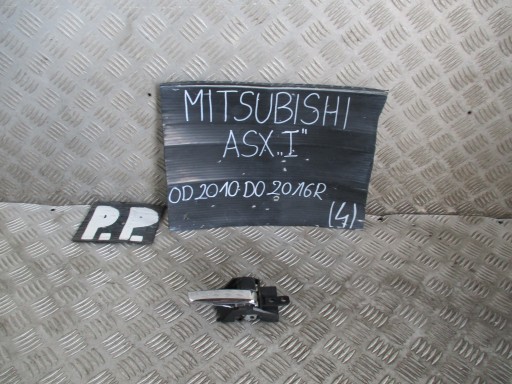 MITSUBISHI
ASX „I"
OD 2010 DO 2016R
(4)-
P.P.